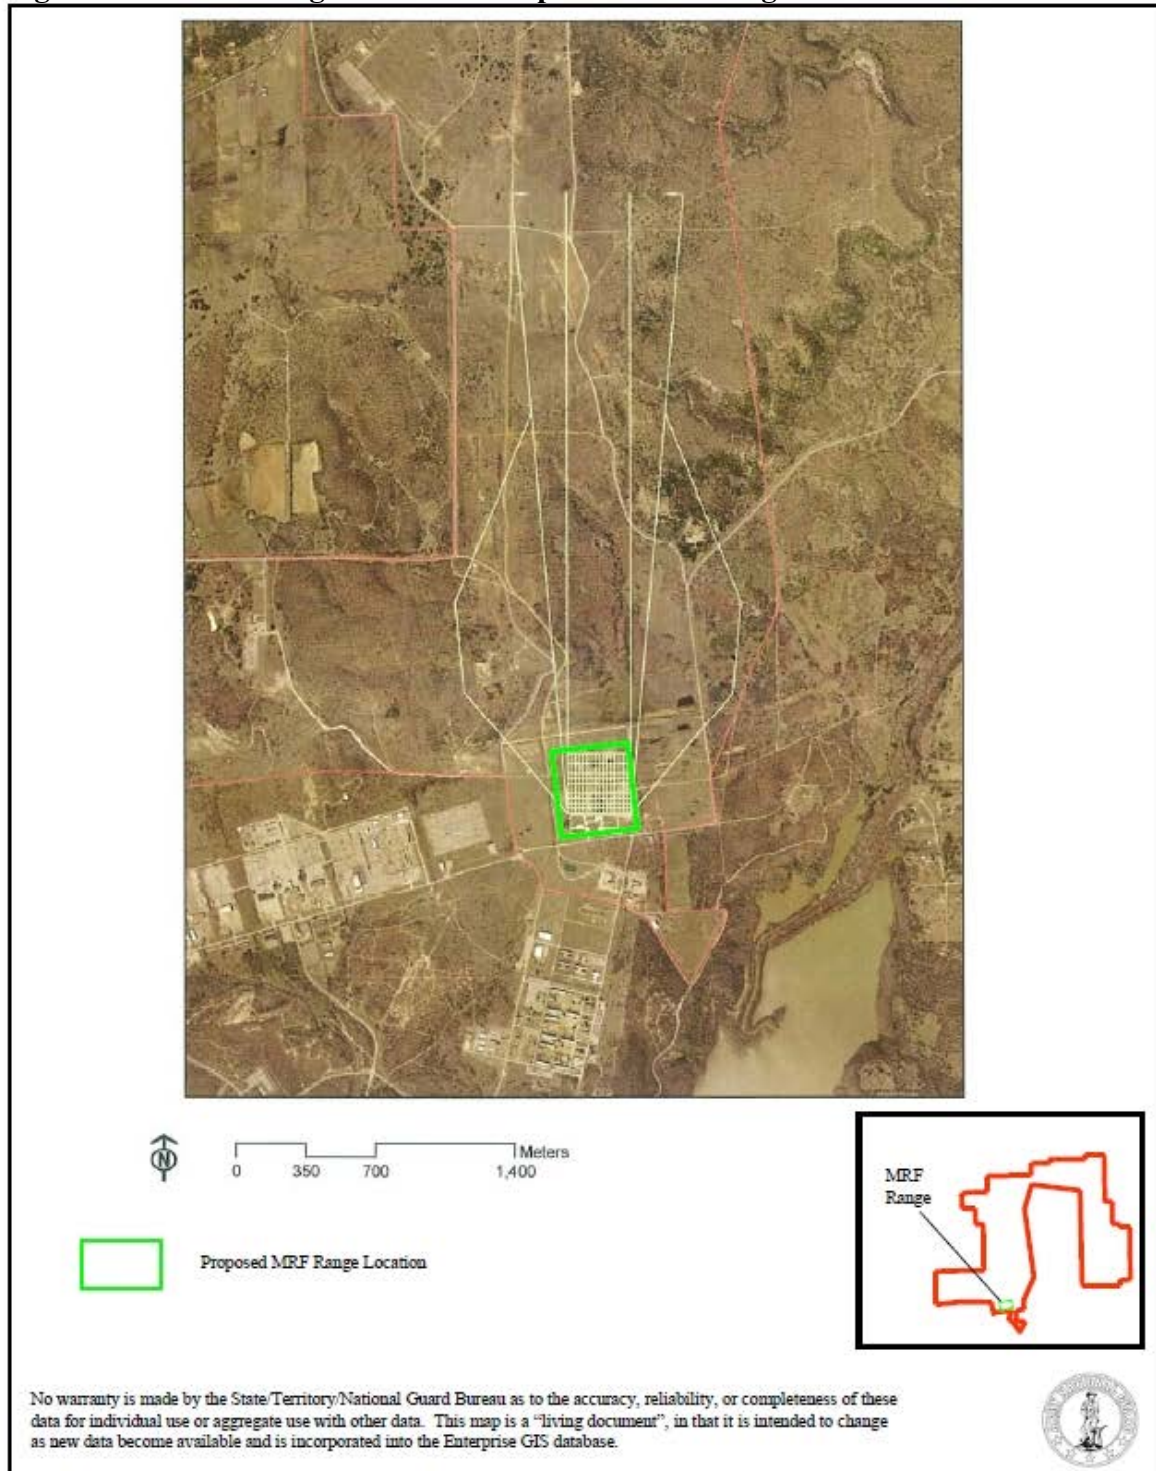 N
Meters
0 350 700 1,400
MRF
Range
Proposed MRF Range Location
No warranty is made by the State/Territory/National Guard Bureau as to the accuracy, reliability, or completeness of these
data for individual use or aggregate use with other data.  This map is a “living document”, in that it is intended to change
as new data become available and is incorporated into the Enterprise GIS database.